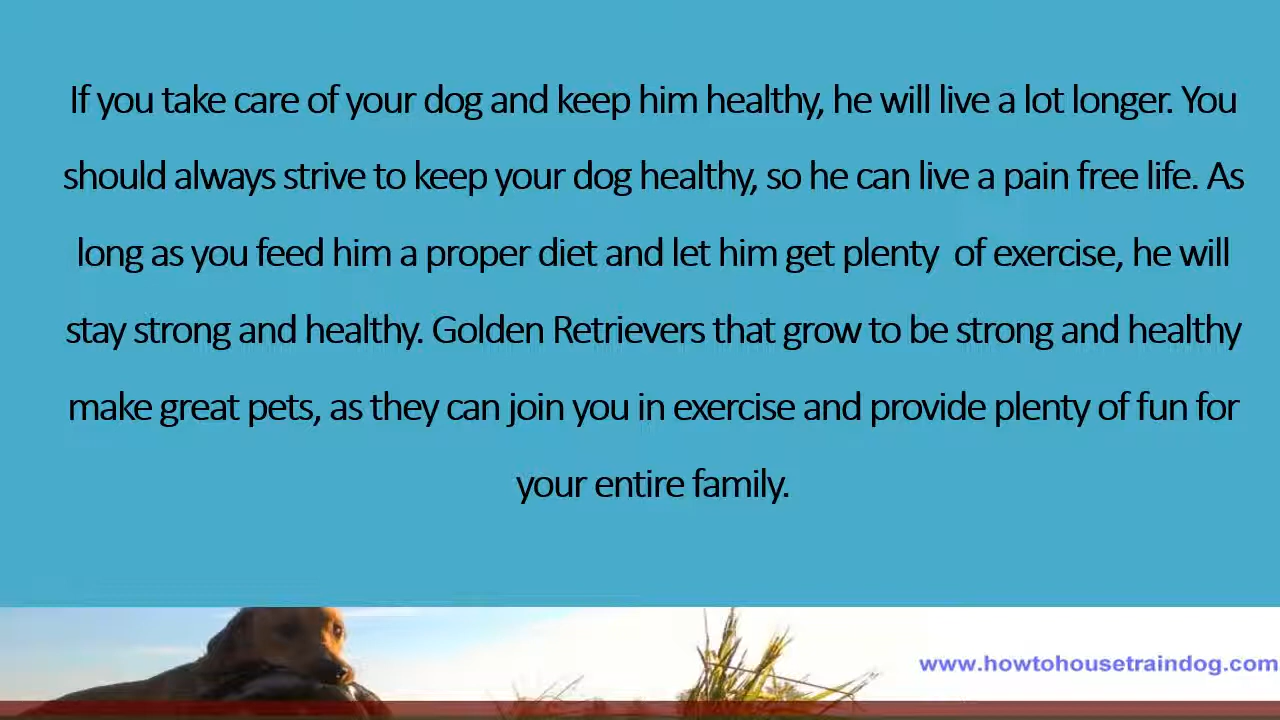 If you take care of your dog and keep him healthy, he will live a lot longer. You
should always strive to keep your dog healthy, so he can live a pain free life. As
long as you feed him a proper diet and let him get plenty  of exercise, he will
stay strong and healthy. Golden Retrievers that grow to be strong and healthy
make great pets, as they can join you in exercise and provide plenty of fun for
your entire family.
www.howtohousetraindog.com